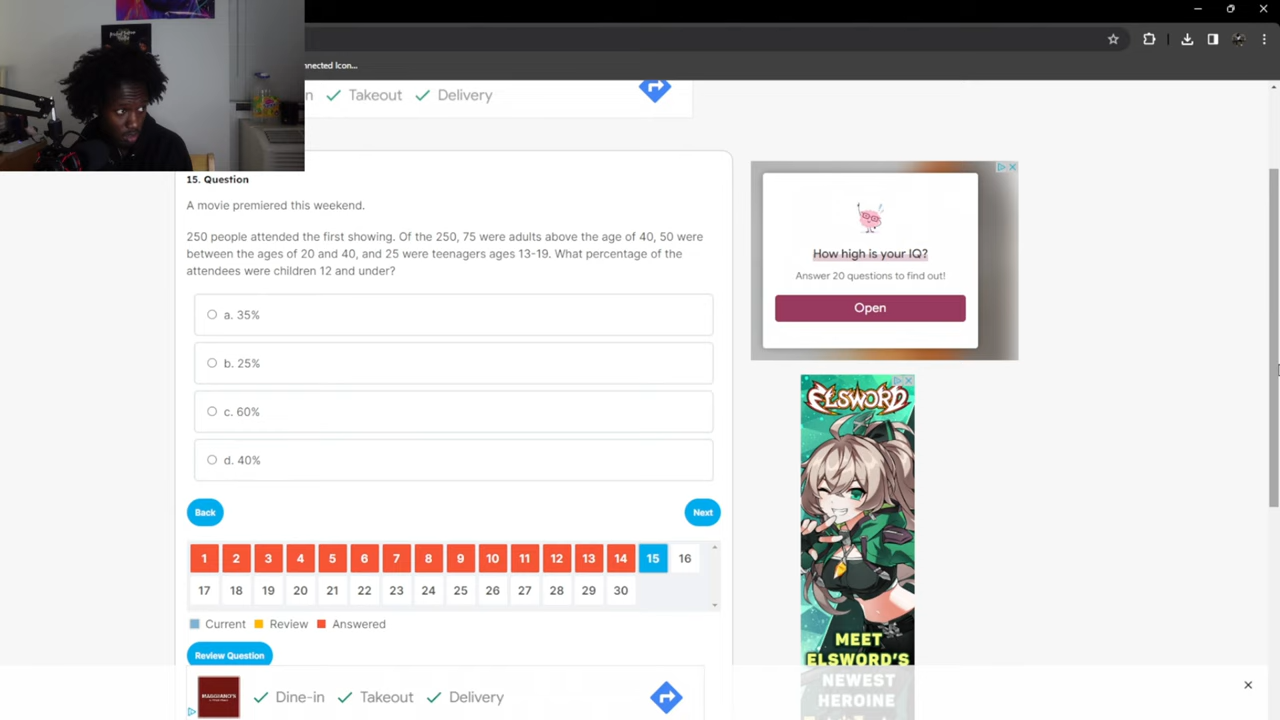 nnected Icon...
n ✓ Takeout ✓ Delivery
15. Question
A movie premiered this weekend.
250 people attended the first showing. Of the 250, 75 were adults above the age of 40, 50 were
between the ages of 20 and 40, and 25 were teenagers ages 13-19. What percentage of the
attendees were children 12 and under?
a. 35%
b. 25%
c. 60%
d. 40%
Back
Next
1 2 3 4 5 6 7 8 9 10 11 12 13 14 15 16
17 18 19 20 21 22 23 24 25 26 27 28 29 30
Current Review Answered
Review Question
✓ Dine-in ✓ Takeout ✓ Delivery
How high is your IQ?
Answer 20 questions to find out!
Open
ELSWORD
MEET
ELSWORD'S
NEWEST
HEROINE